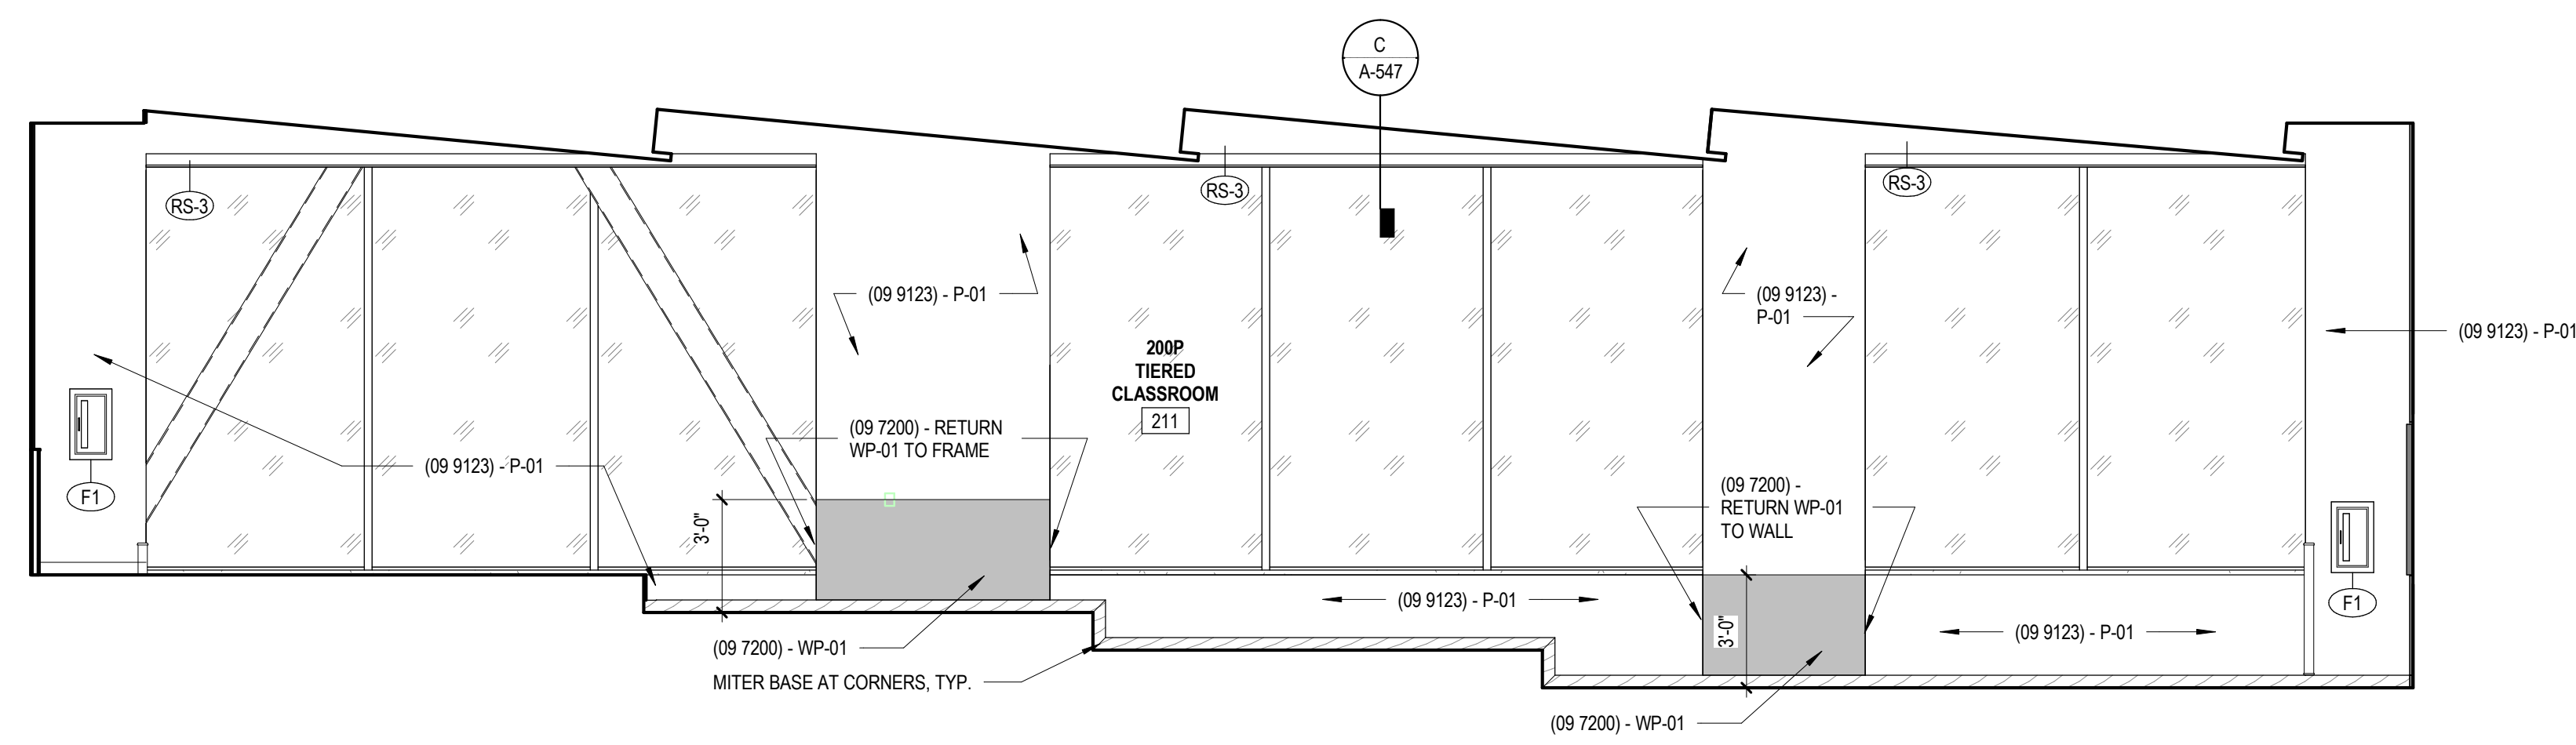 C
A-547
RS-3
RS-3
RS-3
(09 9123) - P-01
(09 9123) -
P-01
(09 9123) - P-01
200P
TIERED
CLASSROOM
211
(09 7200) - RETURN
WP-01 TO FRAME
(09 9123) - P-01
F1
3'-0"
(09 7200) -
RETURN WP-01
TO WALL
(09 9123) - P-01
F1
3'-0"
(09 9123) - P-01
(09 7200) - WP-01
MITER BASE AT CORNERS, TYP.
(09 7200) - WP-01